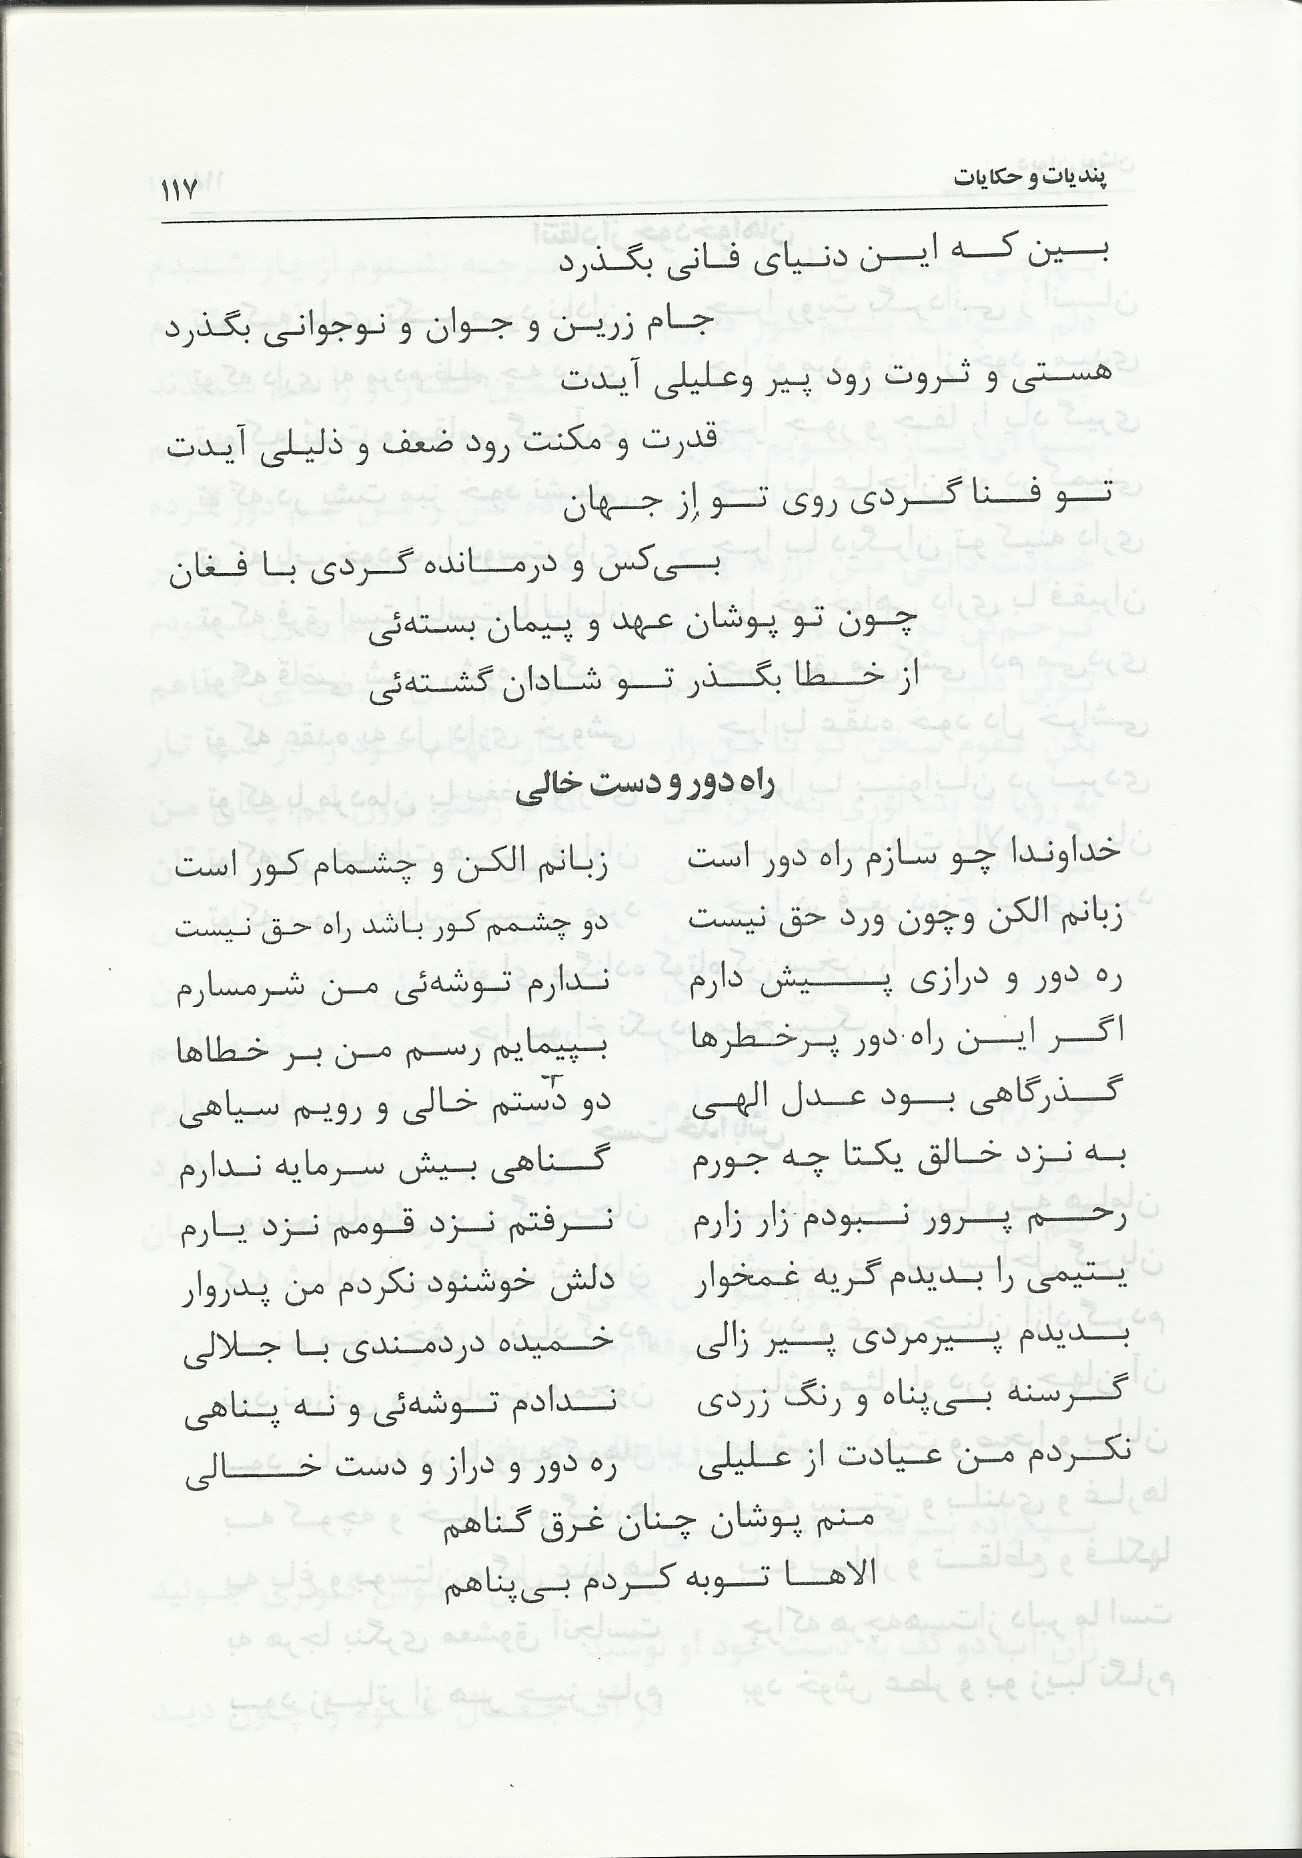 پندیات و حکایات ۱۱۷
بین که این دنیای فانی بگذرد
جام زرین و جوان و نوجوانی بگذرد
هستی و ثروت رود پیر وعلیلی آیدت
قدرت و مکنت رود ضعف و ذلیلی آیدت
تو فنا گردی روی تو از جهان
بی‌کس و درمانده گردی با فغان
چون تو پوشان عهد و پیمان بسته‌ئی
از خطا بگذر تو شادان گشته‌ئی
راه دور و دست خالی
خداوندا چو سازم راه دور است زبانم الکن و چشمام کور است
زبانم الکن وچون ورد حق نیست دو چشمم کور باشد راه حق نیست
ره دور و درازی پیش دارم ندارم توشه‌ئی من شرمسارم
اگر این راه دور پرخطرها بپیمایم رسم من بر خطاها
گذرگاهی بود عدل الهی دو دستم خالی و رویم سیاهی
به نزد خالق یکتا چه جورم گناهی بیش سرمایه ندارم
رحم پرور نبودم زار زارم نرفتم نزد قومم نزد یارم
یتیمی را بدیدم گریه غمخوار دلش خوشنود نکردم من پدروار
بدیدم پیرمردی پیر زالی خمیده دردمندی با جلالی
گرسنه بی‌پناه و رنگ زردی ندادم توشه‌ئی و نه پناهی
نکردم من عیادت از علیلی ره دور و دراز و دست خالی
منم پوشان چنان غرق گناهم
الاها توبه کردم بی‌پناهم